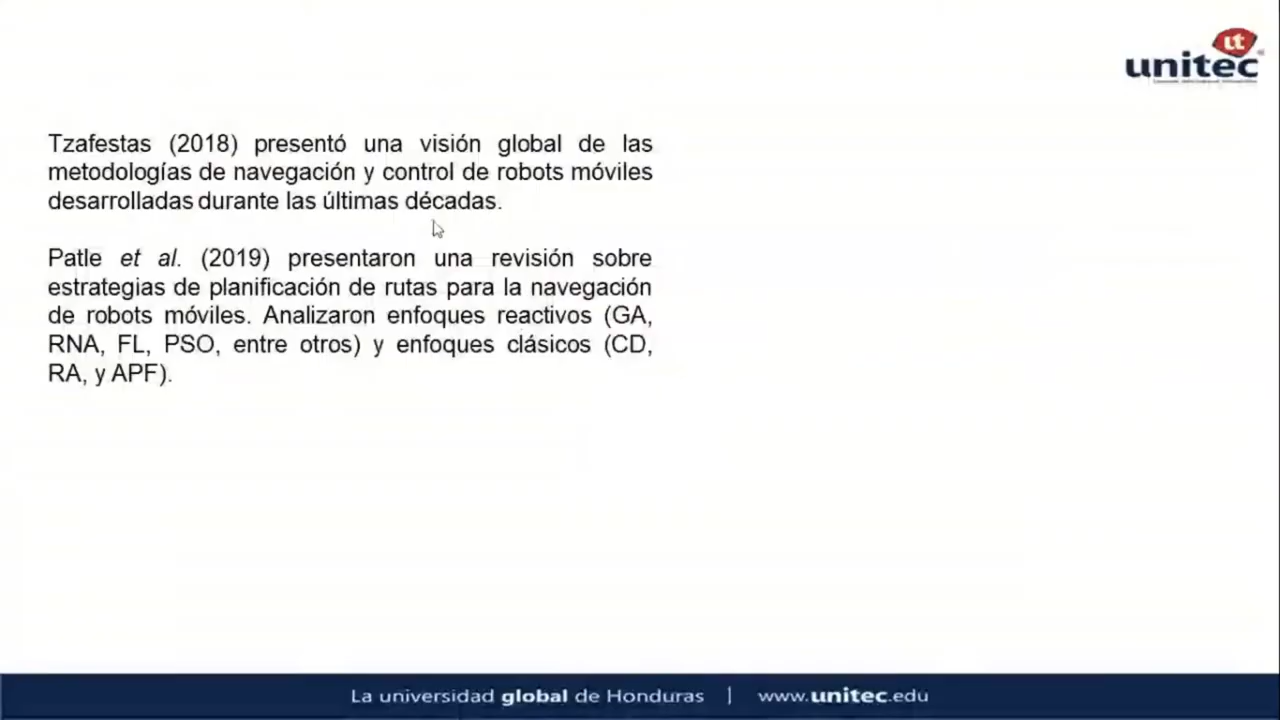 ut
unitec
Tzafestas (2018) presentó una visión global de las
metodologías de navegación y control de robots móviles
desarrolladas durante las últimas décadas.
Patle et al. (2019) presentaron una revisión sobre
estrategias de planificación de rutas para la navegación
de robots móviles. Analizaron enfoques reactivos (GA,
RNA, FL, PSO, entre otros) y enfoques clásicos (CD,
RA, y APF).
La universidad global de Honduras | www.unitec.edu